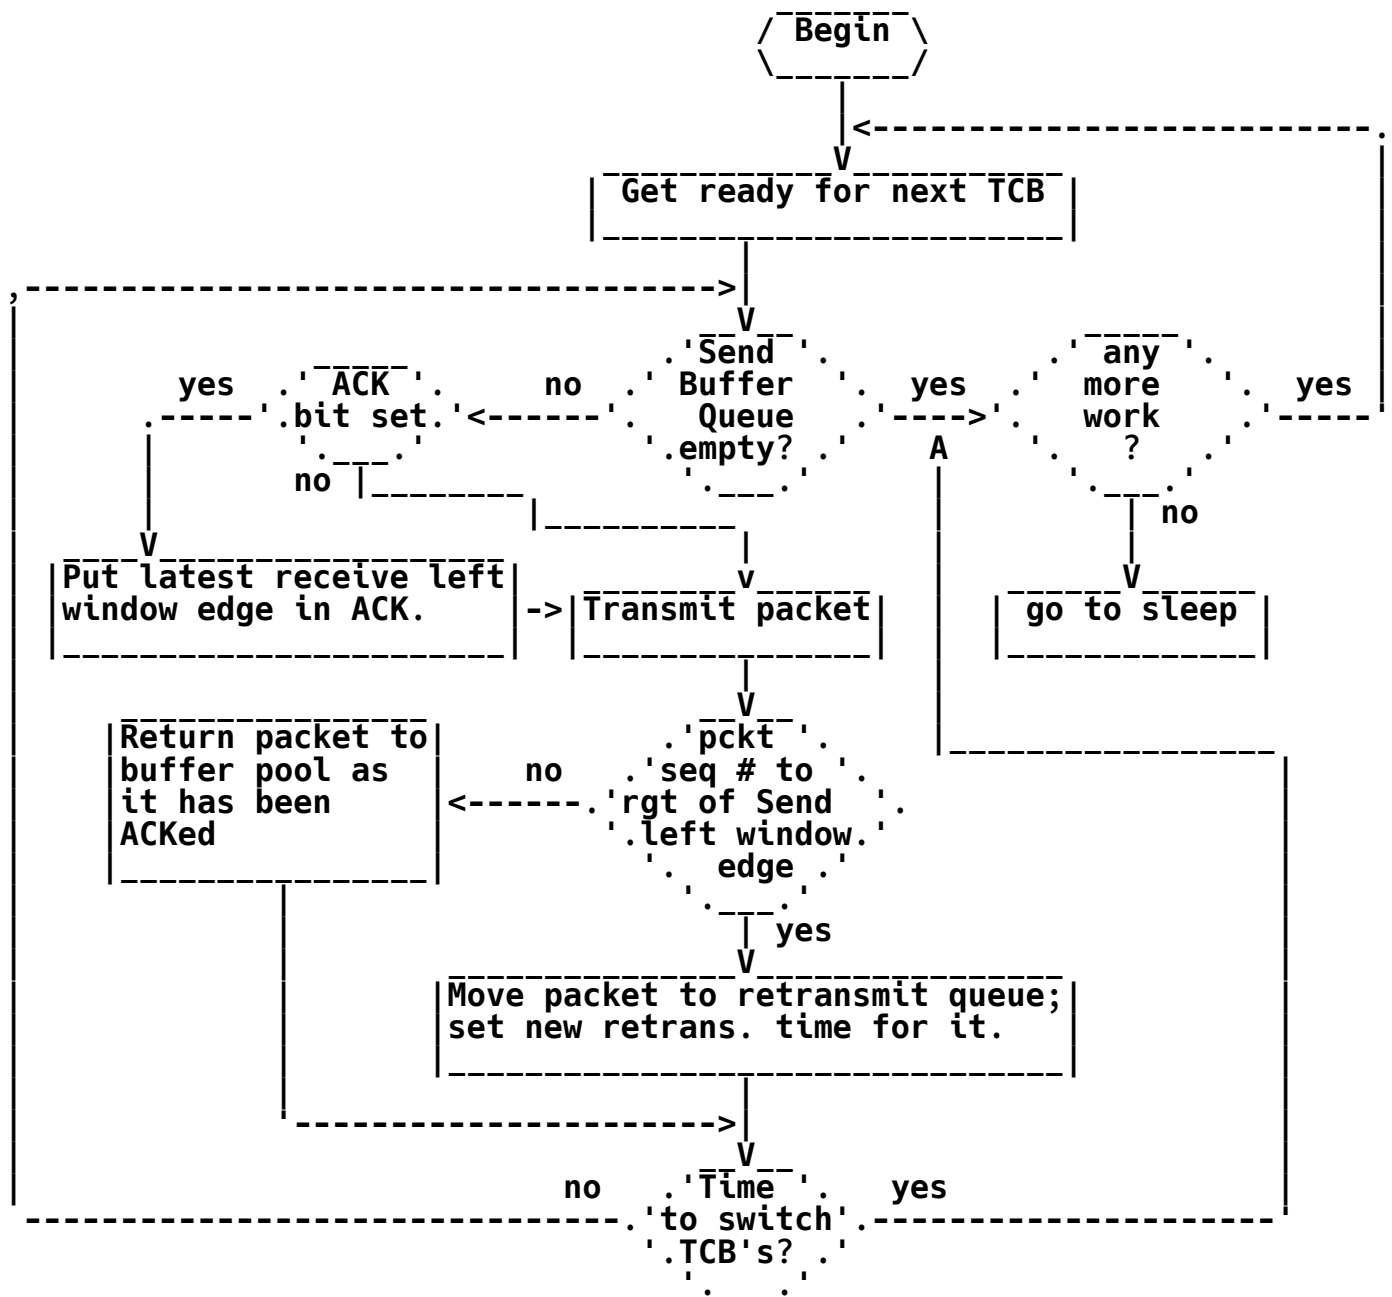 Begin
Get ready for next TCB
Send
Buffer
Queue
empty?
yes
any
more
work
?
yes
no
go to sleep
no
ACK
bit set
yes
no
Put latest receive left
window edge in ACK.
Transmit packet
A
pckt
seq # to
rgt of Send
left window
edge
no
Return packet to
buffer pool as
it has been
ACKed
yes
Move packet to retransmit queue;
set new retrans. time for it.
Time
to switch
TCB's?
no
yes